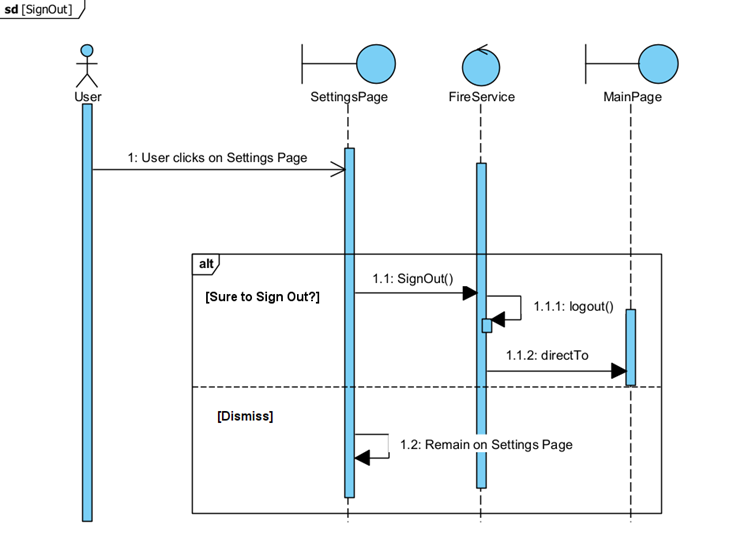 sd [SignOut]
User
SettingsPage
FireService
MainPage
1: User clicks on Settings Page
alt
1.1: SignOut()
[Sure to Sign Out?]
1.1.1: logout()
1.1.2: directTo
[Dismiss]
1.2: Remain on Settings Page